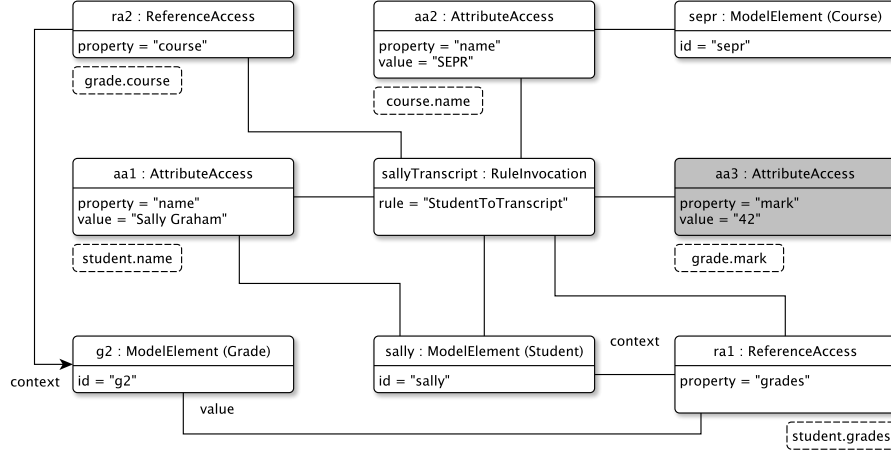 ra2 : ReferenceAccess
property = "course"
grade.course
aa2 : AttributeAccess
property = "name"
value = "SEPR"
course.name
sepr : ModelElement (Course)
id = "sepr"
aa1 : AttributeAccess
property = "name"
value = "Sally Graham"
student.name
sallyTranscript : RuleInvocation
rule = "StudentToTranscript"
aa3 : AttributeAccess
property = "mark"
value = "42"
grade.mark
g2 : ModelElement (Grade)
id = "g2"
context
value
sally : ModelElement (Student)
id = "sally"
context
ra1 : ReferenceAccess
property = "grades"
student.grades